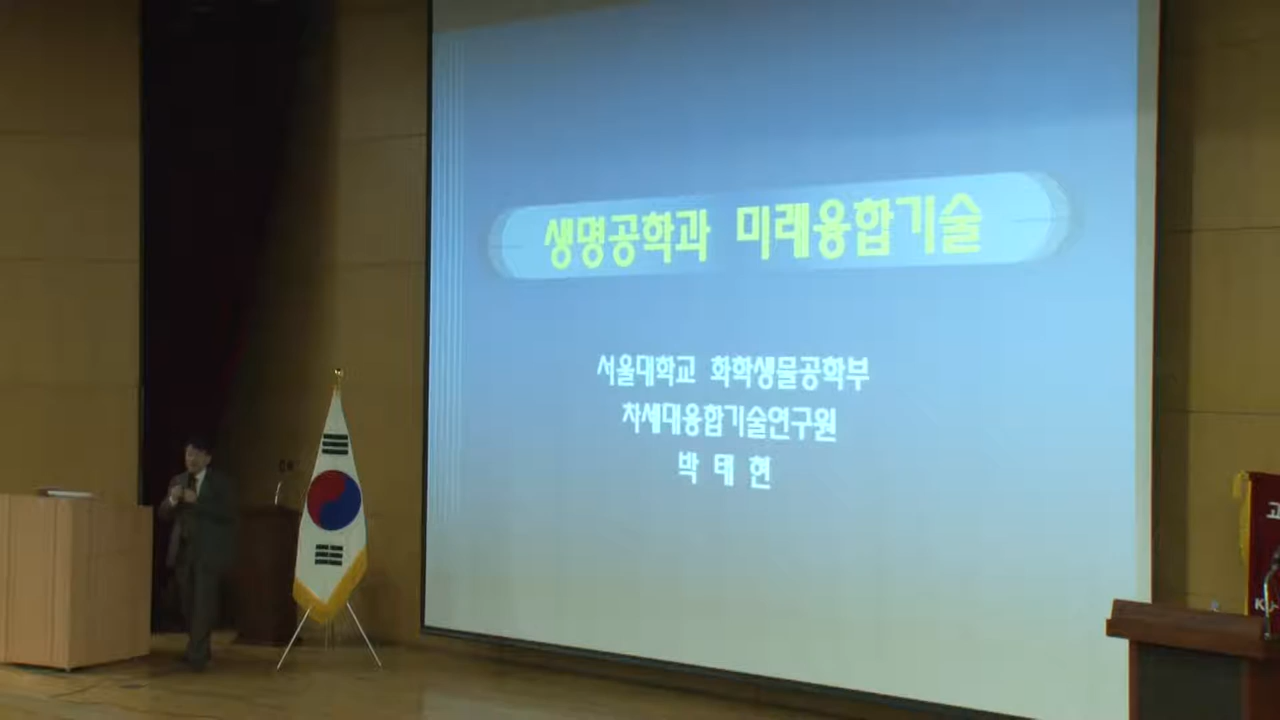 생명공학과 미래융합기술
서울대학교 화학생물공학부
차세대융합기술연구원
박 태 현
고